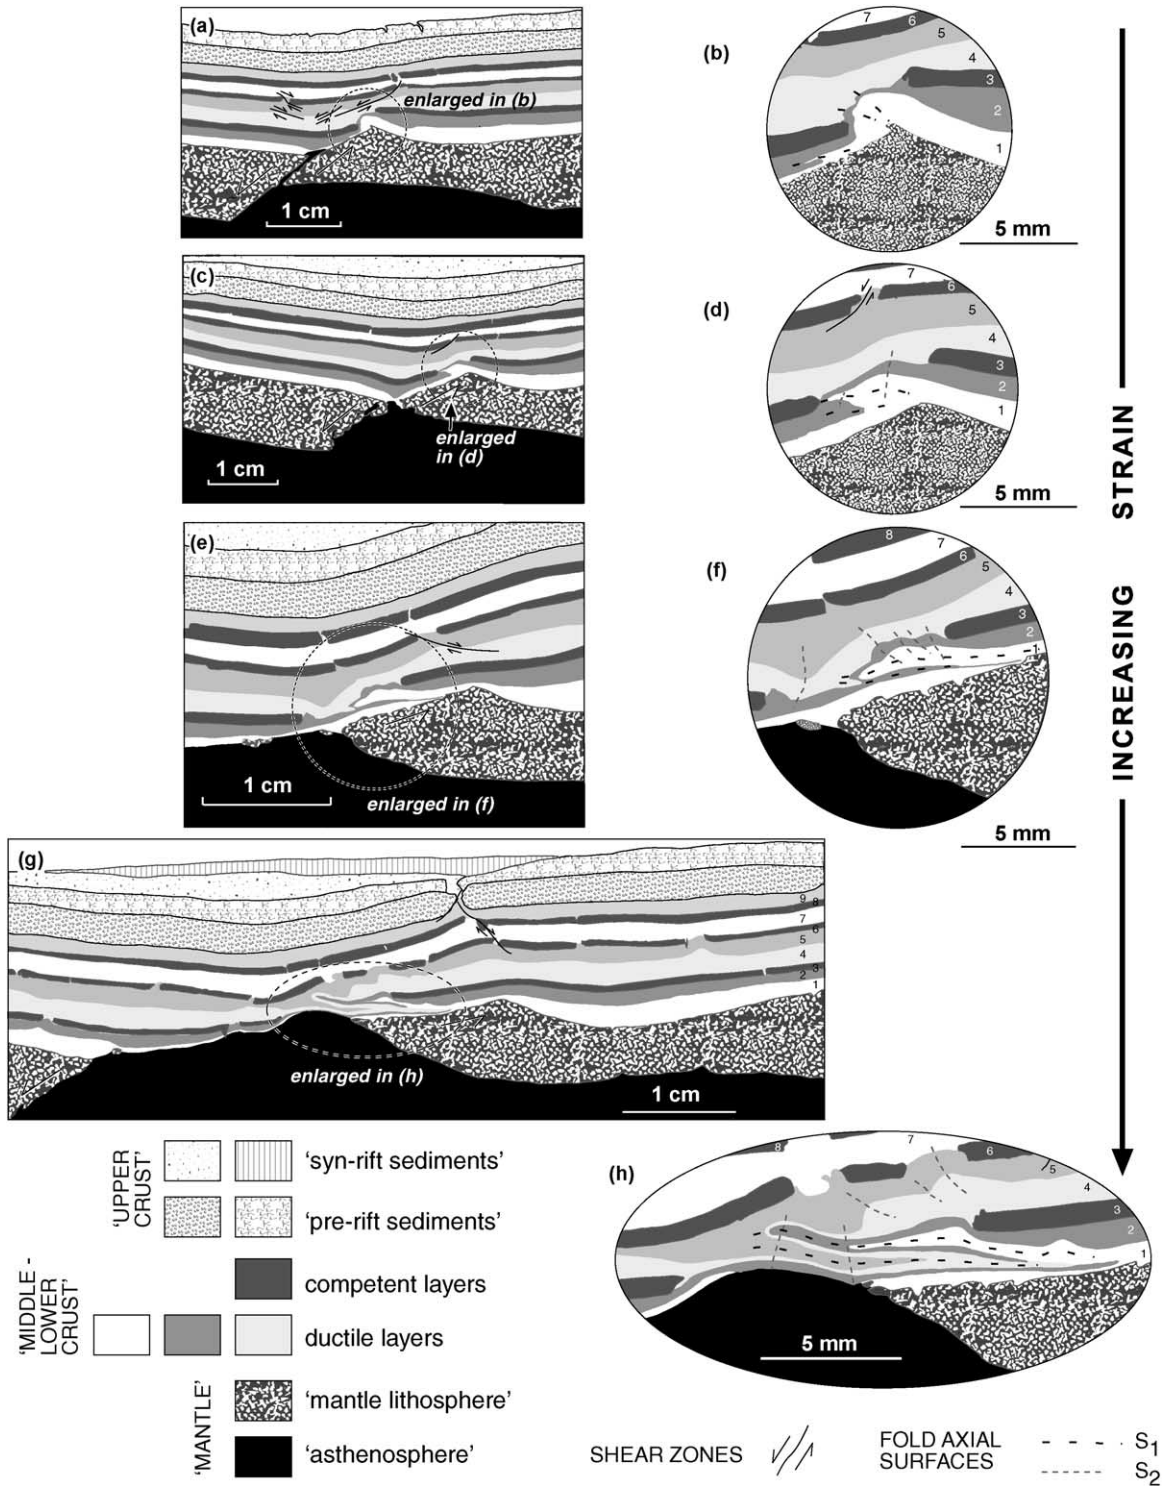 (a)
enlarged in (b)
1 cm
(b)
7
6
5
4
3
2
1
5 mm
(c)
enlarged
in (d)
1 cm
(d)
7
6
5
4
3
2
1
5 mm
(e)
1 cm
enlarged in (f)
(f)
8
7
6
5
4
3
2
1
5 mm
INCREASING STRAIN
(g)
9
8
7
6
5
4
3
2
1
enlarged in (h)
1 cm
(h)
8
7
6
5
4
3
2
1
5 mm
'UPPER
CRUST'
'syn-rift sediments'
'pre-rift sediments'
'MIDDLE -
LOWER
CRUST'
competent layers
ductile layers
'MANTLE'
'mantle lithosphere'
'asthenosphere'
SHEAR ZONES
FOLD AXIAL
SURFACES
S1
S2